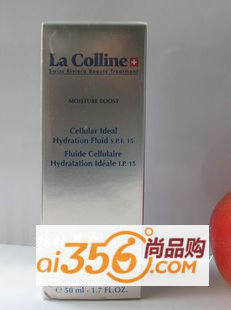 La Colline
Swiss Riviera Beauty Treatment
MOISTURE BOOST
Cellular Ideal
Hydration Fluid S.P.F. 15
Fluide Cellulaire
Hydratation Idéale I.P. 15
ai356 尚品购
℮ 50 ml - 1.7 FL.OZ.